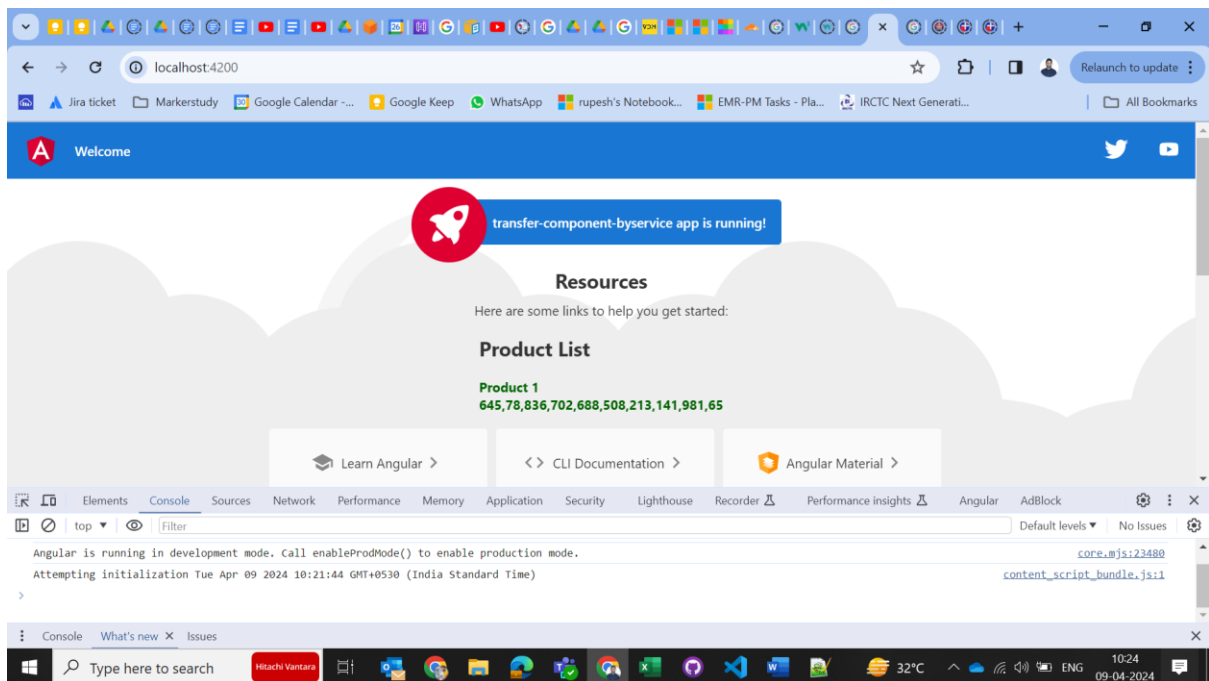 localhost:4200
Relaunch to update
Jira ticket
Markerstudy
Google Calendar -...
Google Keep
WhatsApp
rupesh's Notebook...
EMR-PM Tasks - Pla...
IRCTC Next Generati...
All Bookmarks
Welcome
transfer-component-byservice app is running!
Resources
Here are some links to help you get started:
Product List
Product 1
645,78,836,702,688,508,213,141,981,65
Learn Angular
CLI Documentation
Angular Material
Elements Console Sources Network Performance Memory Application Security Lighthouse Recorder Performance insights Angular AdBlock
top Filter Default levels No Issues
Angular is running in development mode. Call enableProdMode() to enable production mode. core.mjs:23480
Attempting initialization Tue Apr 09 2024 10:21:44 GMT+0530 (India Standard Time) content_script_bundle.js:1
Console What's new Issues
Type here to search
Hitachi Vantara
32°C
ENG
10:24
09-04-2024